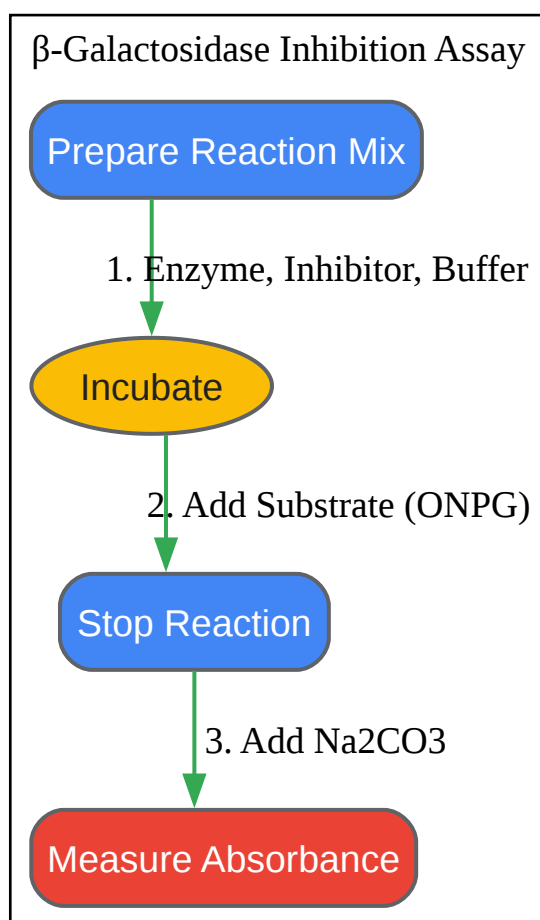 β-Galactosidase Inhibition Assay
Prepare Reaction Mix
1. Enzyme, Inhibitor, Buffer
Incubate
2. Add Substrate (ONPG)
Stop Reaction
3. Add Na2CO3
Measure Absorbance